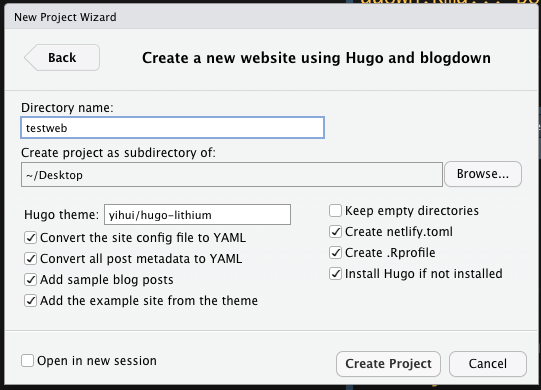 New Project Wizard
Back
Create a new website using Hugo and blogdown
Directory name:
testweb
Create project as subdirectory of:
~/Desktop
Browse...
Hugo theme: yihui/hugo-lithium
Convert the site config file to YAML
Convert all post metadata to YAML
Add sample blog posts
Add the example site from the theme
Keep empty directories
Create netlify.toml
Create .Rprofile
Install Hugo if not installed
Open in new session
Create Project
Cancel